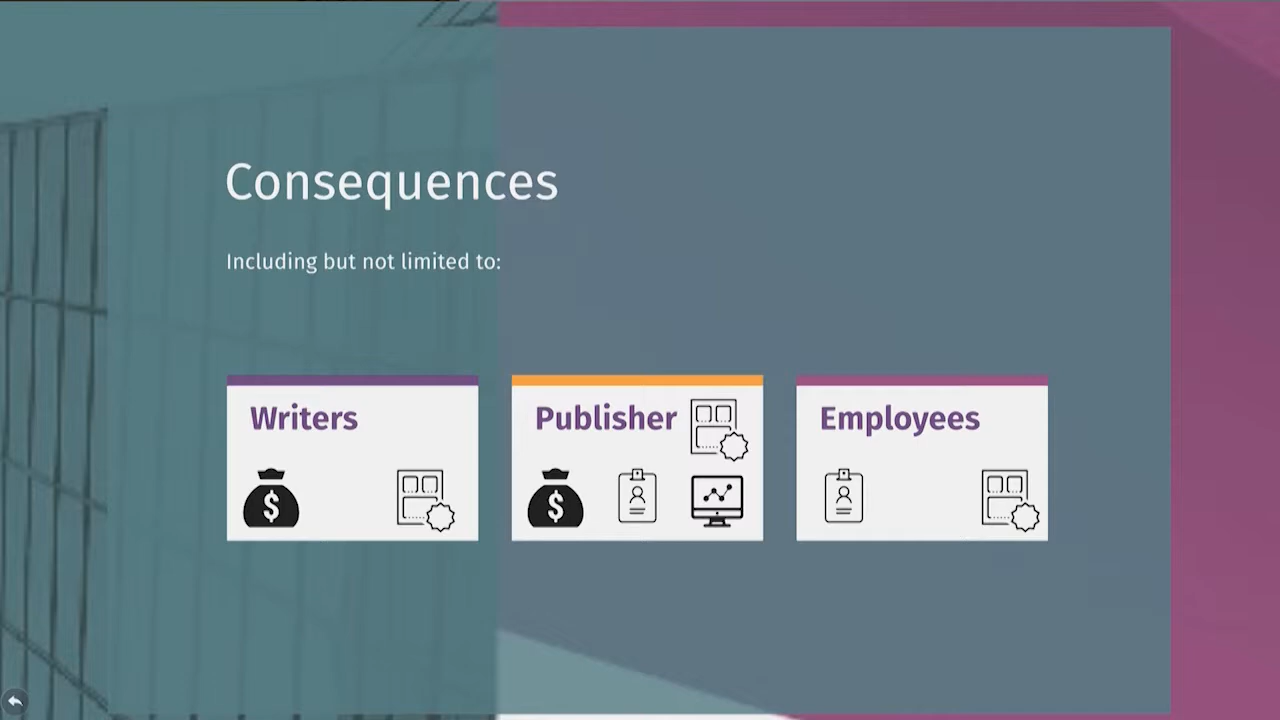 Consequences
Including but not limited to:
Writers
Publisher
Employees
$
$